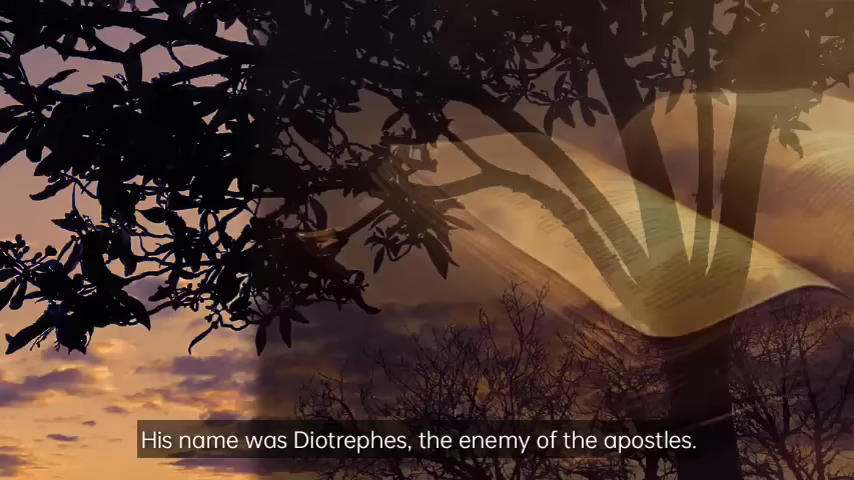 His name was Diotrephes, the enemy of the apostles.